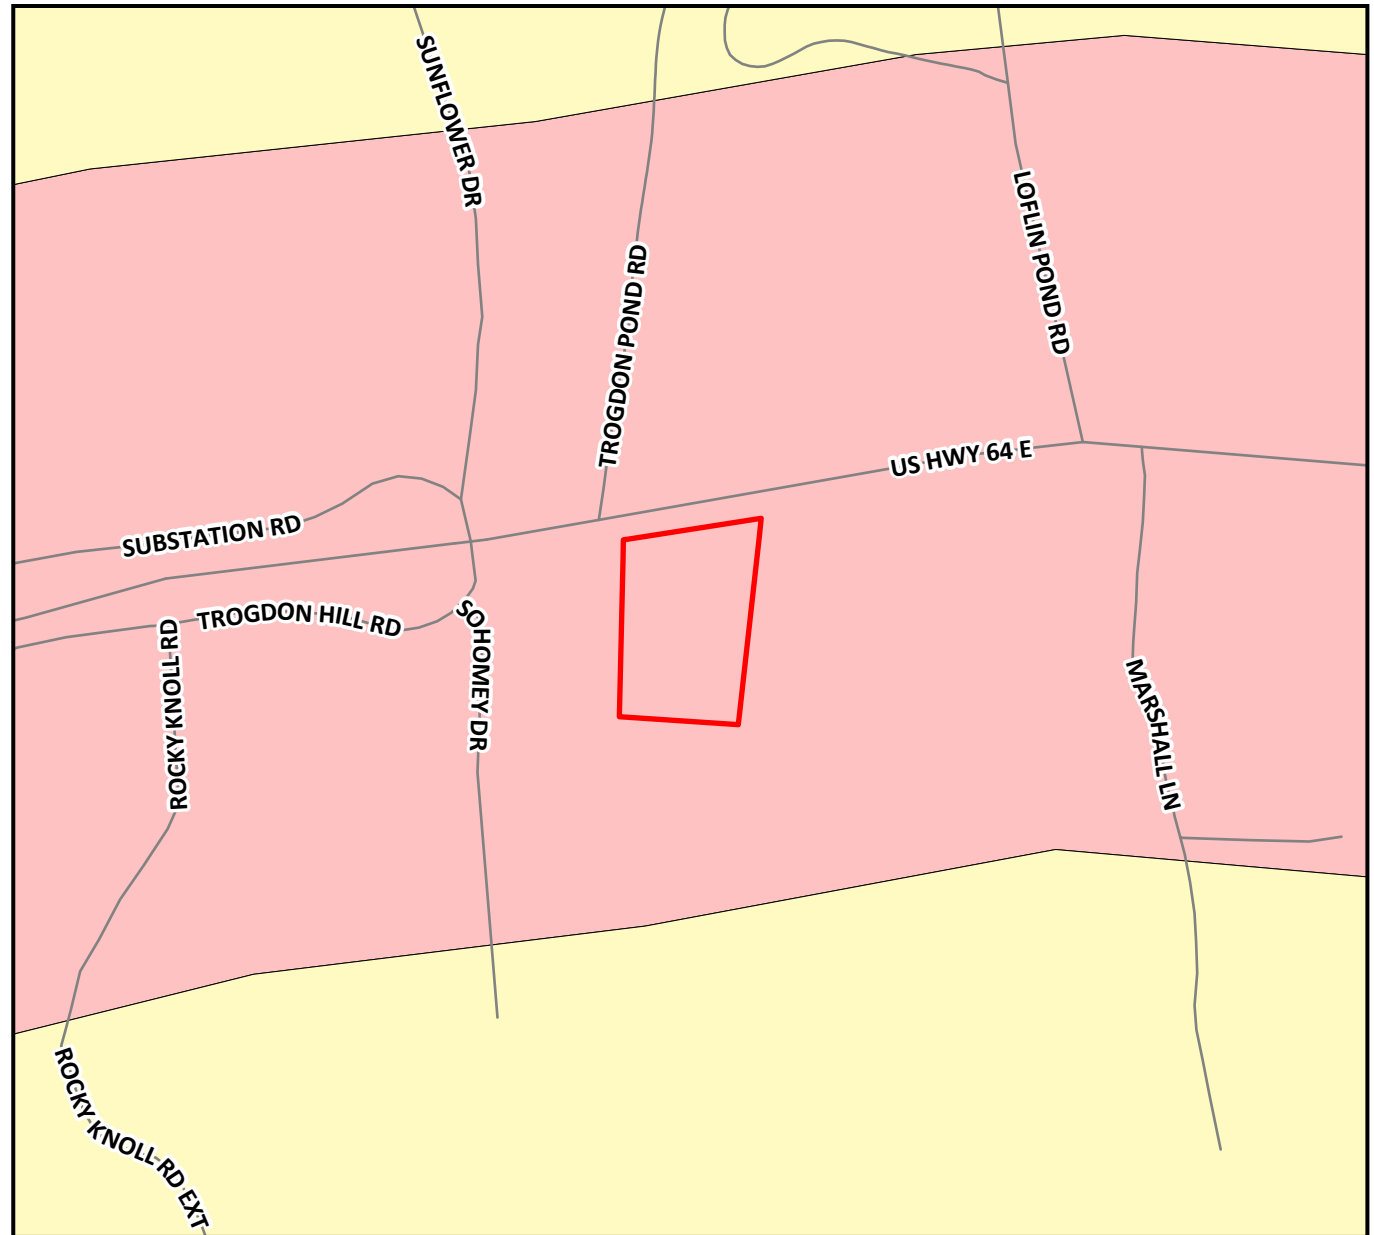 SUNFLOWER DR
LOFLIN POND RD
TROGDON POND RD
US HWY 64 E
SUBSTATION RD
TROGDON HILL RD
SOHOMEY DR
ROCKY KNOLL RD
MARSHALL LN
ROCKY KNOLL RD EXT